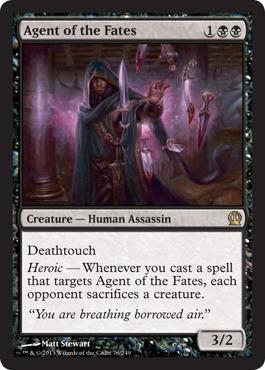 Agent of the Fates 1
Creature — Human Assassin
Deathtouch
Heroic — Whenever you cast a spell
that targets Agent of the Fates, each
opponent sacrifices a creature.
“You are breathing borrowed air.”
Matt Stewart
™ & © 2013 Wizards of the Coast 76/249
3/2